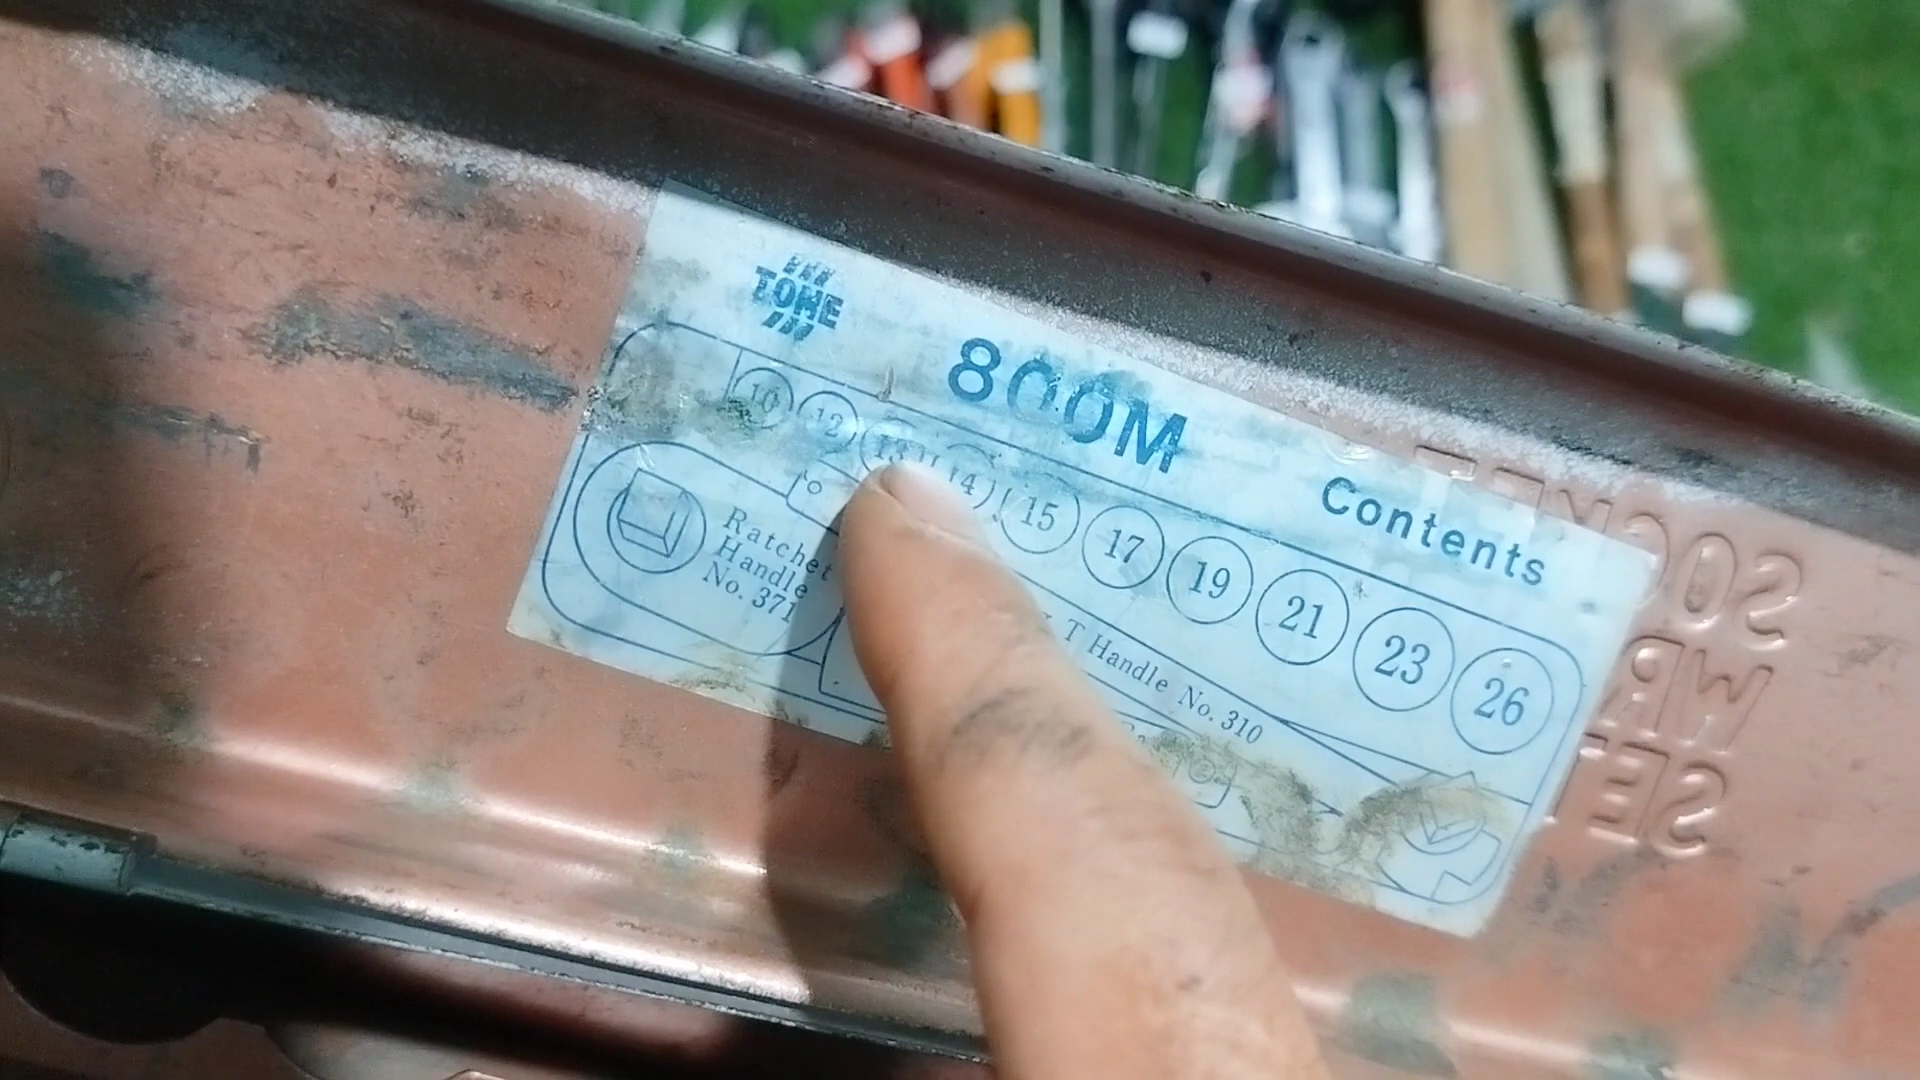 TONE
800M
Contents
10 12 13 14 15 17 19 21 23 26
Ratchet
Handle
No. 371
T Handle No. 310
SOCKET
WR
SET